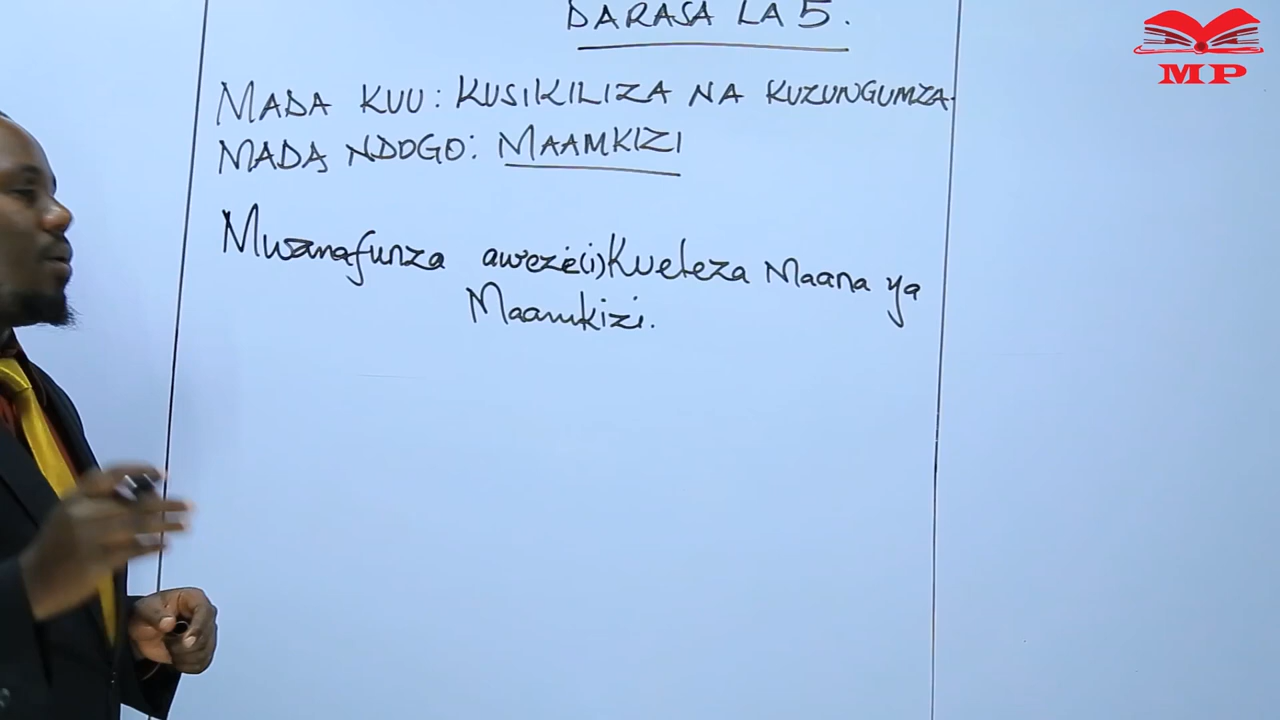 DARASA LA 5.
MADA KUU: KUSIKILIZA NA KUZUNGUMZA.
MADA NDOGO: MAAMKIZI
Mwanafunza aweze(i)Kueleza Maana ya
Maamkizi.
MP